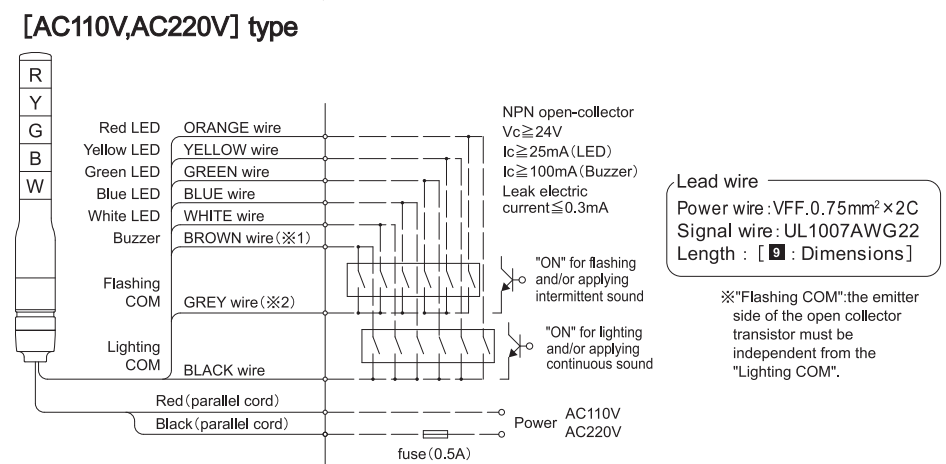 [AC110V,AC220V] type
R
Y
G
B
W
Red LED ORANGE wire
Yellow LED YELLOW wire
Green LED GREEN wire
Blue LED BLUE wire
White LED WHITE wire
Buzzer BROWN wire(※1)
Flashing
COM
GREY wire(※2)
Lighting
COM
BLACK wire
Red(parallel cord)
Black(parallel cord)
fuse(0.5A)
Power
AC110V
AC220V
NPN open-collector
Vc≧24V
Ic≧25mA(LED)
Ic≧100mA(Buzzer)
Leak electric
current≦0.3mA
"ON" for flashing
and/or applying
intermittent sound
"ON" for lighting
and/or applying
continuous sound
Lead wire
Power wire:VFF.0.75mm²×2C
Signal wire:UL1007AWG22
Length : [ 9 : Dimensions]
※"Flashing COM":the emitter
side of the open collector
transistor must be
independent from the
"Lighting COM".